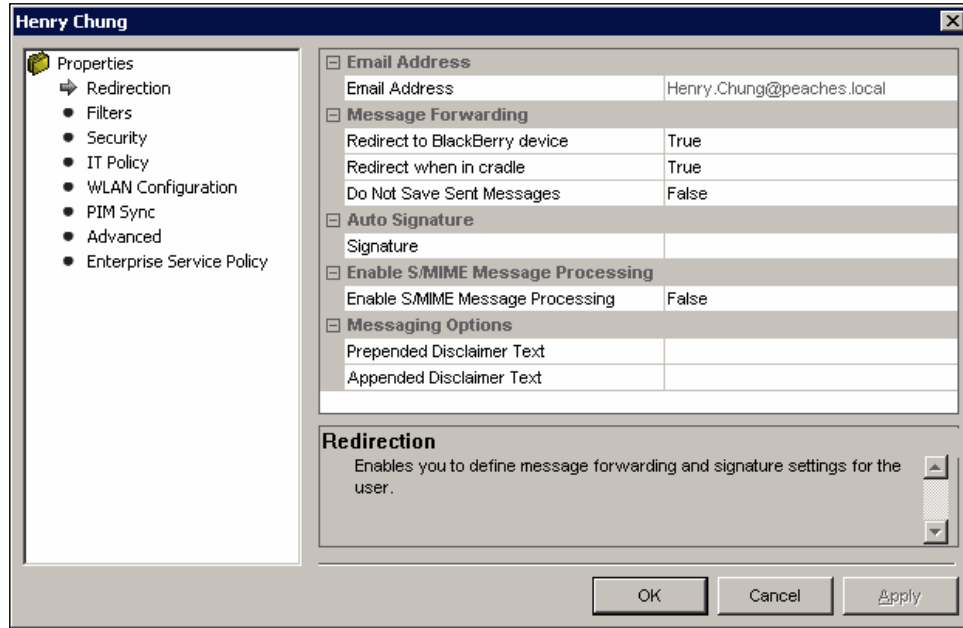 Henry Chung
Properties
Redirection
Filters
Security
IT Policy
WLAN Configuration
PIM Sync
Advanced
Enterprise Service Policy
Email Address
Email Address Henry.Chung@peaches.local
Message Forwarding
Redirect to BlackBerry device True
Redirect when in cradle True
Do Not Save Sent Messages False
Auto Signature
Signature
Enable S/MIME Message Processing
Enable S/MIME Message Processing False
Messaging Options
Prepended Disclaimer Text
Appended Disclaimer Text
Redirection
Enables you to define message forwarding and signature settings for the
user.
OK Cancel Apply